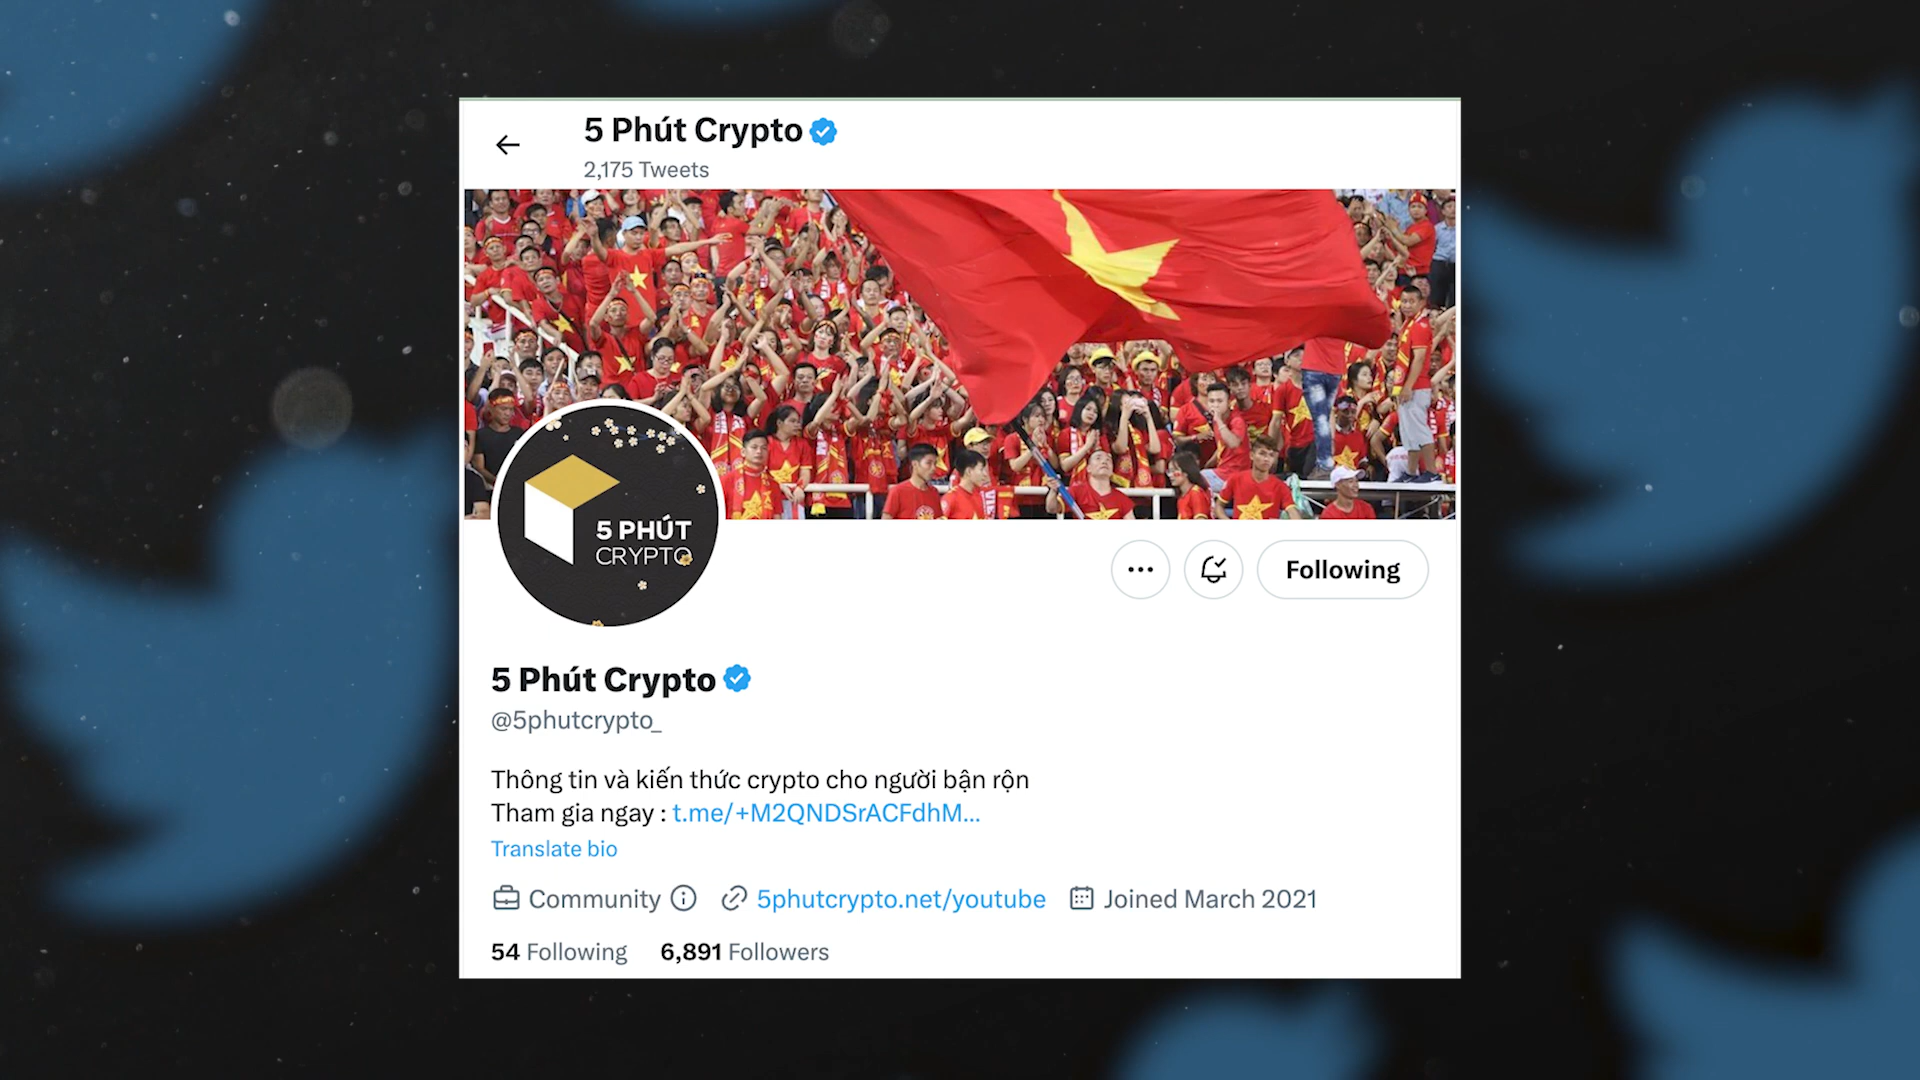 5 Phút Crypto
2,175 Tweets
5 PHÚT
CRYPTO
Following
5 Phút Crypto
@5phutcrypto_
Thông tin và kiến thức crypto cho người bận rộn
Tham gia ngay : t.me/+M2QNDSrACFdhM...
Translate bio
Community 5phutcrypto.net/youtube Joined March 2021
54 Following 6,891 Followers